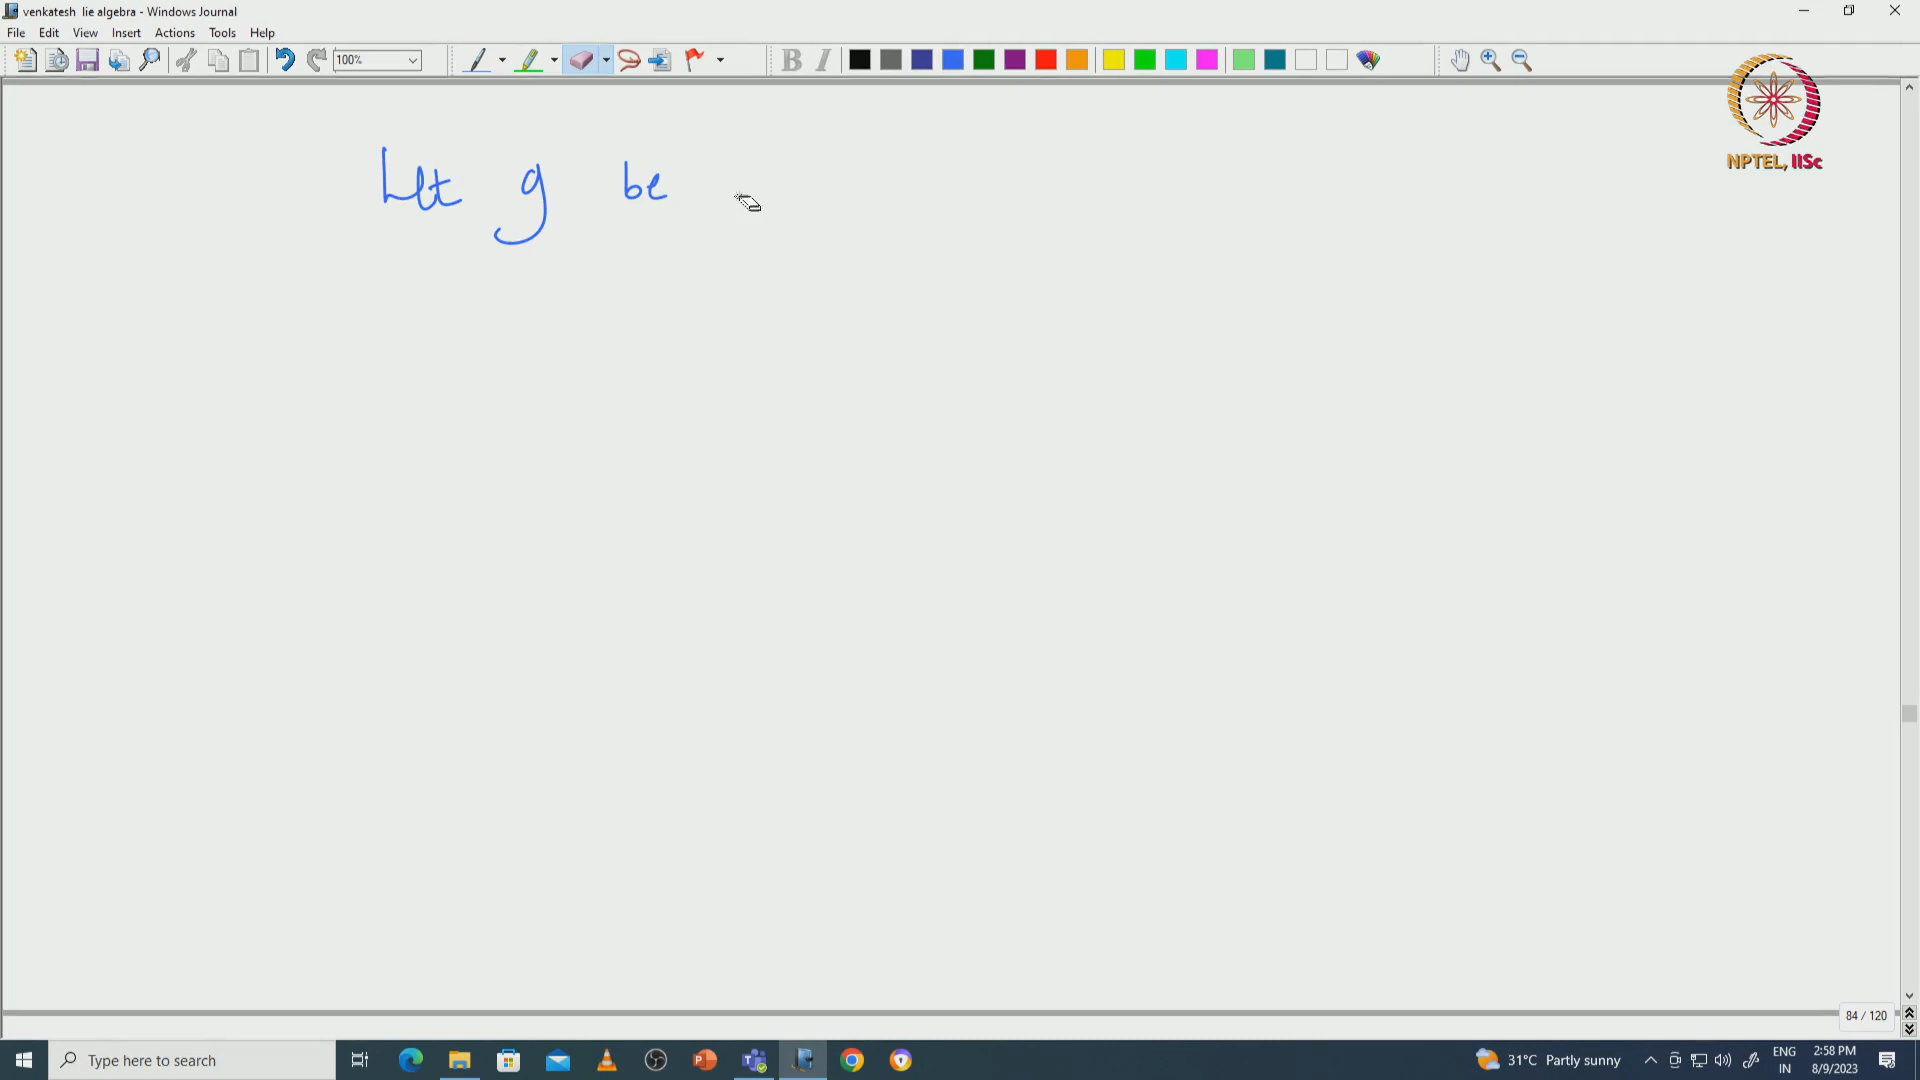 venkatesh lie algebra - Windows Journal
File Edit View Insert Actions Tools Help
100%
B I
NPTEL, IISc
Let g be
84 / 120
Type here to search
31°C Partly sunny
ENG
IN
2:58 PM
8/9/2023